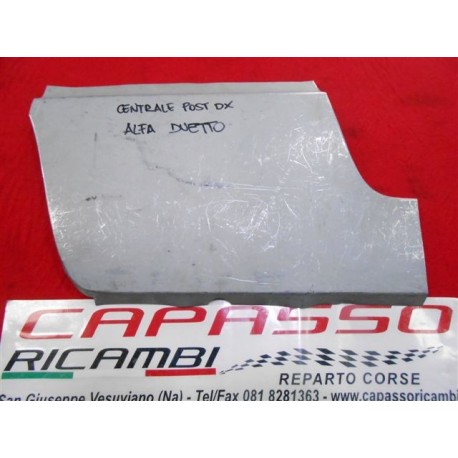 CENTRALE POST DX
ALFA DUETTO
CAPASSO
RICAMBI
REPARTO CORSE
San Giuseppe Vesuviano (Na) - Tel/Fax 081 8281363 - www.capassoricambi